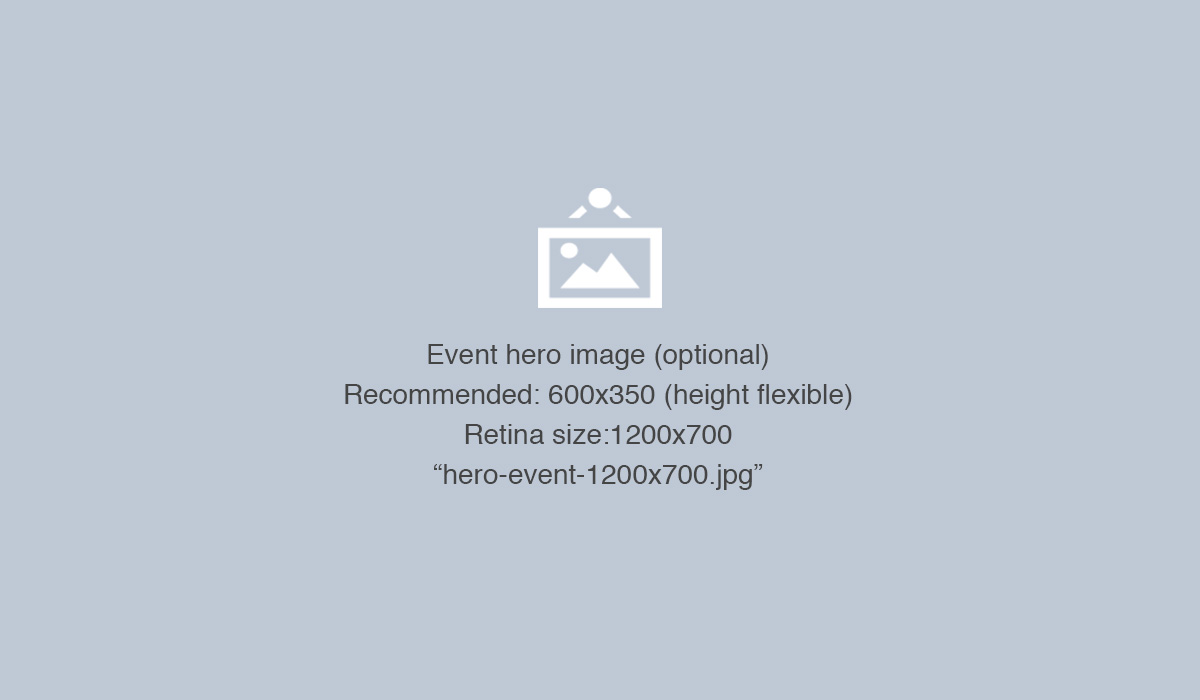 Event hero image (optional)
Recommended: 600x350 (height flexible)
Retina size:1200x700
“hero-event-1200x700.jpg”